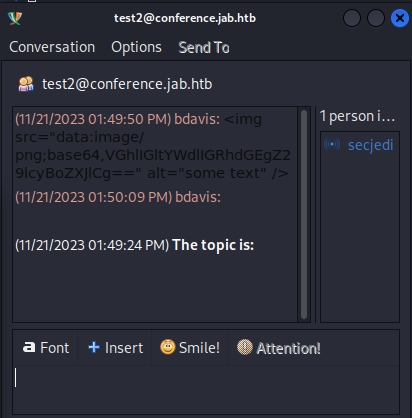 test2@conference.jab.htb
Conversation Options Send To
test2@conference.jab.htb
(11/21/2023 01:49:50 PM) bdavis: <img
src="data:image/
png;base64,VGhlIGltYWdlIGRhdGEgZ2
9lcyBoZXJlCg==" alt="some text" />
(11/21/2023 01:50:09 PM) bdavis:
(11/21/2023 01:49:24 PM) The topic is:
1 person i...
secjedi
a Font
Insert
Smile!
Attention!